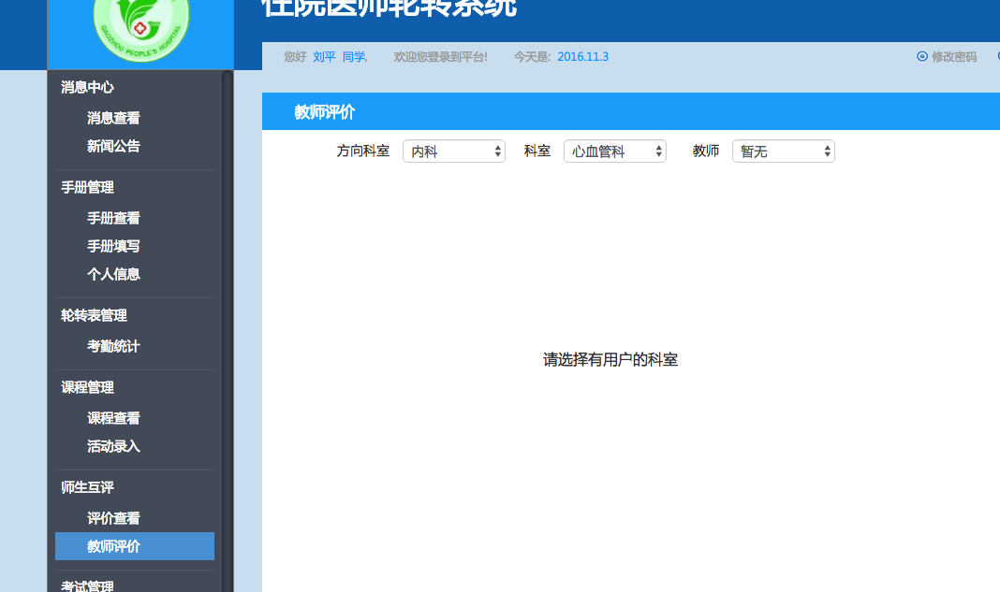 住院医师轮转系统
GAOZHOU PEOPLE'S HOSPITAL
您好 刘平 同学, 欢迎您登录到平台! 今天是: 2016.11.3 修改密码
消息中心
消息查看
新闻公告
手册管理
手册查看
手册填写
个人信息
轮转表管理
考勤统计
课程管理
课程查看
活动录入
师生互评
评价查看
教师评价
考试管理
教师评价
方向科室 内科 科室 心血管科 教师 暂无
请选择有用户的科室